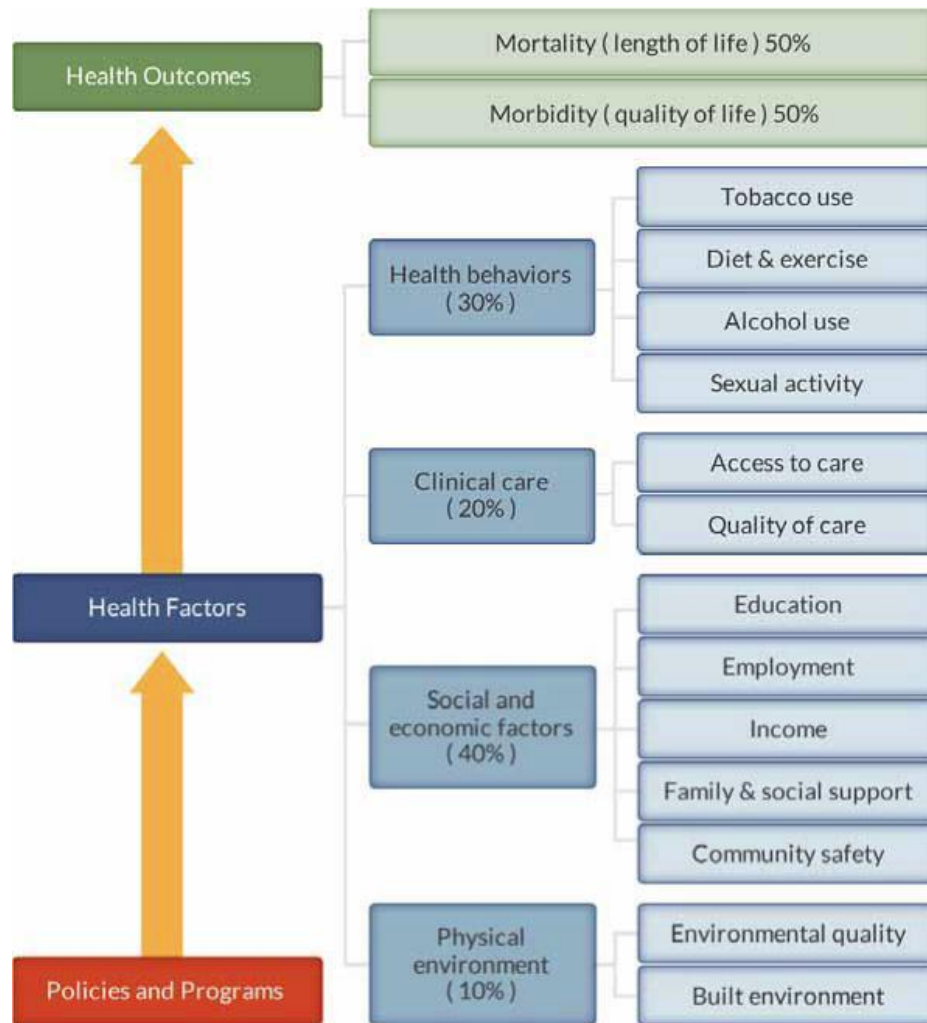 Health Outcomes
Mortality ( length of life ) 50%
Morbidity ( quality of life ) 50%
Health Factors
Health behaviors
( 30% )
Tobacco use
Diet & exercise
Alcohol use
Sexual activity
Clinical care
( 20% )
Access to care
Quality of care
Social and
economic factors
( 40% )
Education
Employment
Income
Family & social support
Community safety
Physical
environment
( 10% )
Environmental quality
Built environment
Policies and Programs